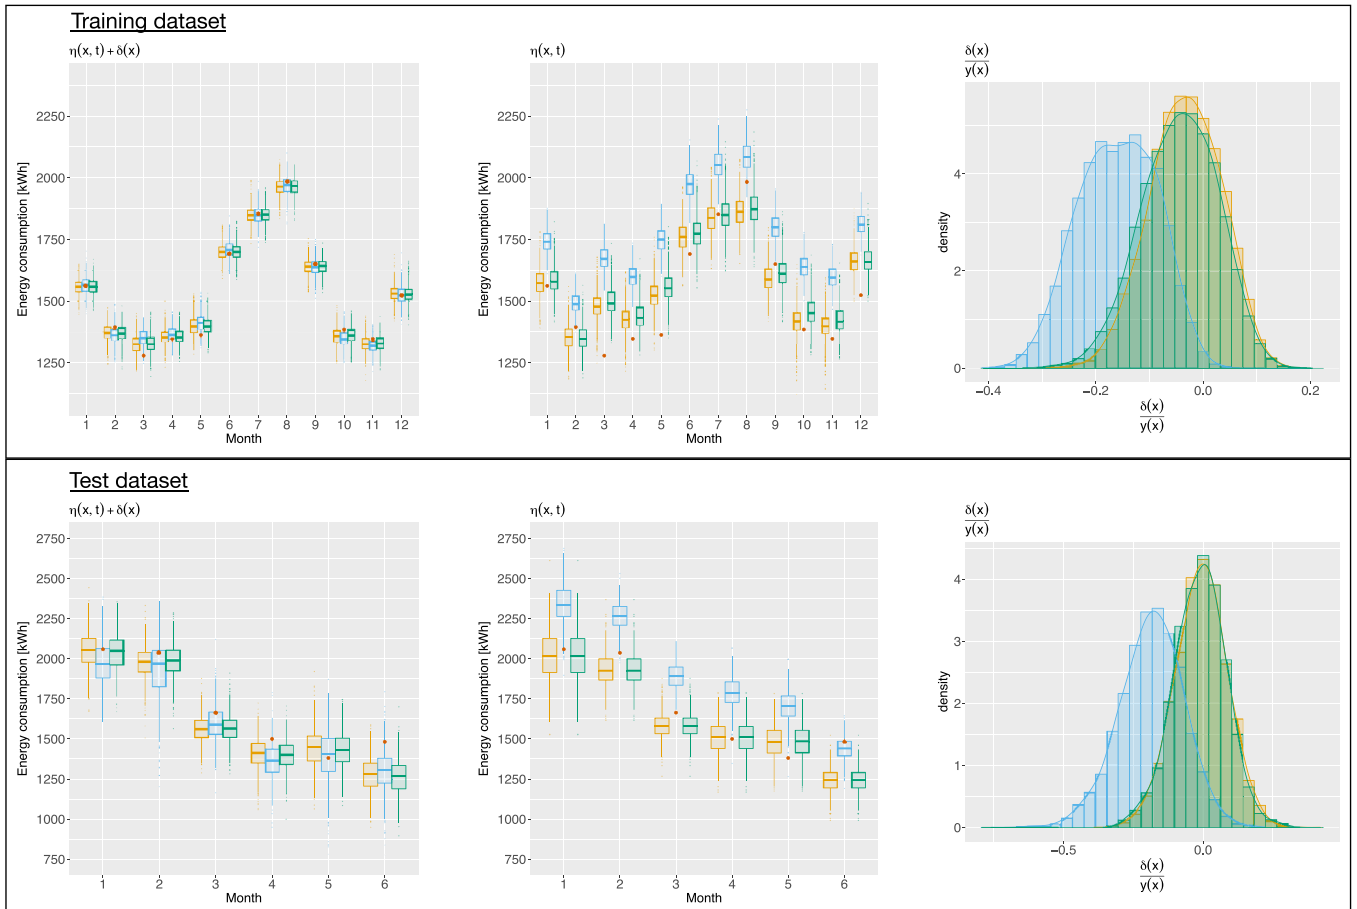 Training dataset
η(x, t) + δ(x)
Energy consumption [kWh]
2250
2000
1750
1500
1250
1 2 3 4 5 6 7 8 9 10 11 12
Month
η(x, t)
Energy consumption [kWh]
2250
2000
1750
1500
1250
1 2 3 4 5 6 7 8 9 10 11 12
Month
δ(x)
y(x)
density
4
2
0
−0.4 −0.2 0.0 0.2
δ(x)
y(x)
Test dataset
η(x, t) + δ(x)
Energy consumption [kWh]
2750
2500
2250
2000
1750
1500
1250
1000
750
1 2 3 4 5 6
Month
η(x, t)
Energy consumption [kWh]
2750
2500
2250
2000
1750
1500
1250
1000
750
1 2 3 4 5 6
Month
δ(x)
y(x)
density
4
3
2
1
0
−0.5 0.0
δ(x)
y(x)